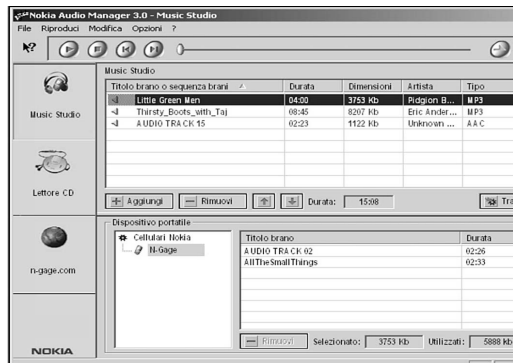 Nokia Audio Manager 3.0 - Music Studio
File Riproduci Modifica Opzioni ?
Music Studio
Titolo brano o sequenza brani Durata Dimensioni Artista Tipo
Little Green Men 04:00 3753 Kb Pidgion B... MP3
Thirsty_Boots_with_Taj 08:45 8207 Kb Eric Ander... MP3
AUDIO TRACK 15 02:23 1122 Kb Unknown ... AAC
Music Studio
Lettore CD
n-gage.com
NOKIA
Aggiungi Rimuovi Durata: 15:08 Tra
Dispositivo portatile
Cellulari Nokia
N-Gage
Titolo brano Durata
AUDIO TRACK 02 02:26
AllTheSmallThings 02:33
Rimuovi Selezionato: 3753 Kb Utilizzati: 5888 kb